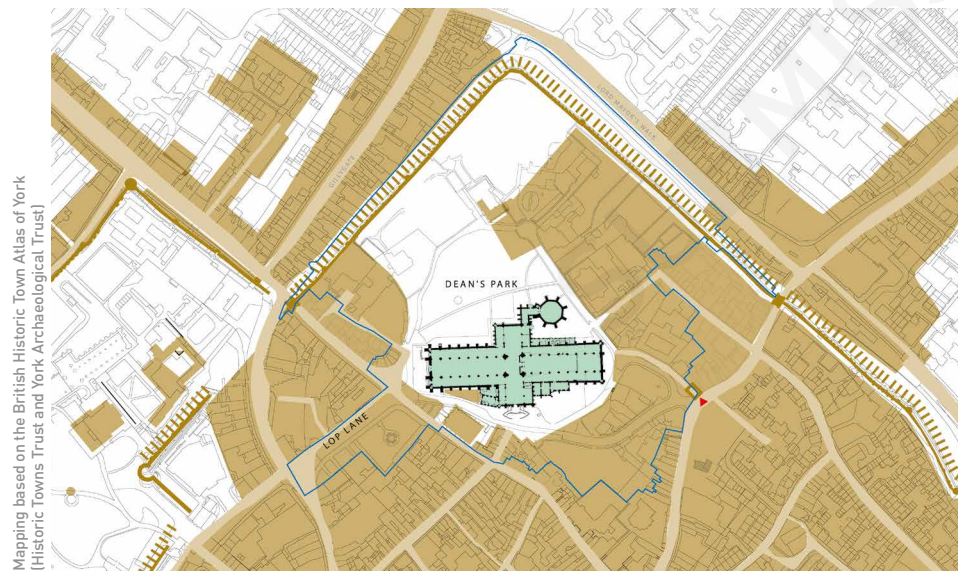 Mapping based on the British Historic Town Atlas of York
(Historic Towns Trust and York Archaeological Trust)
GILLYGATE
LORD MAYOR'S WALK
DEAN'S PARK
LOP LANE